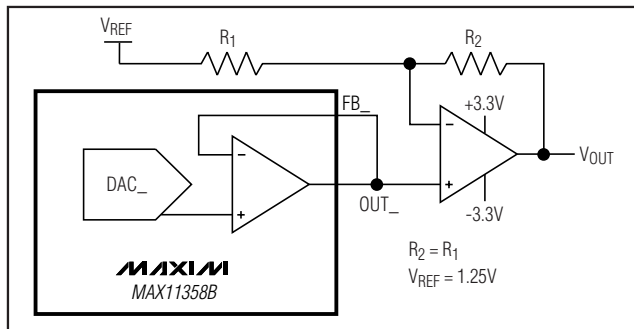 VREF
R1
R2
FB_
+3.3V
−
−
DAC_
VOUT
+
+
OUT_
-3.3V
R2 = R1
VREF = 1.25V
MAXIM
MAX11358B